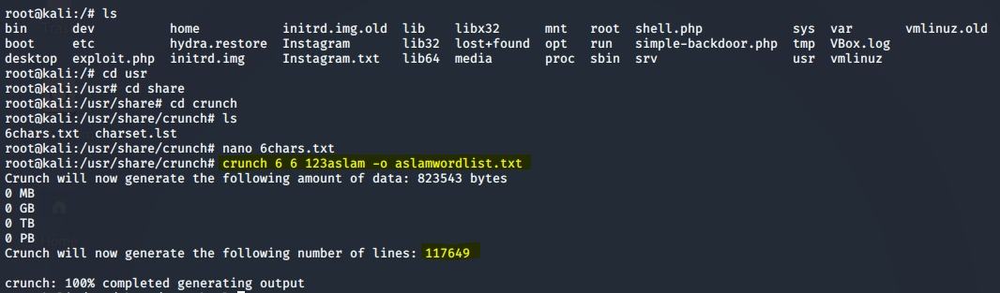 root@kali:/# ls
bin dev home initrd.img.old lib libx32 mnt root shell.php sys var vmlinuz.old
boot etc hydra.restore Instagram lib32 lost+found opt run simple-backdoor.php tmp VBox.log
desktop exploit.php initrd.img Instagram.txt lib64 media proc sbin srv usr vmlinuz
root@kali:/# cd usr
root@kali:/usr# cd share
root@kali:/usr/share# cd crunch
root@kali:/usr/share/crunch# ls
6chars.txt charset.lst
root@kali:/usr/share/crunch# nano 6chars.txt
root@kali:/usr/share/crunch# crunch 6 6 123aslam -o aslamwordlist.txt
Crunch will now generate the following amount of data: 823543 bytes
0 MB
0 GB
0 TB
0 PB
Crunch will now generate the following number of lines: 117649
crunch: 100% completed generating output